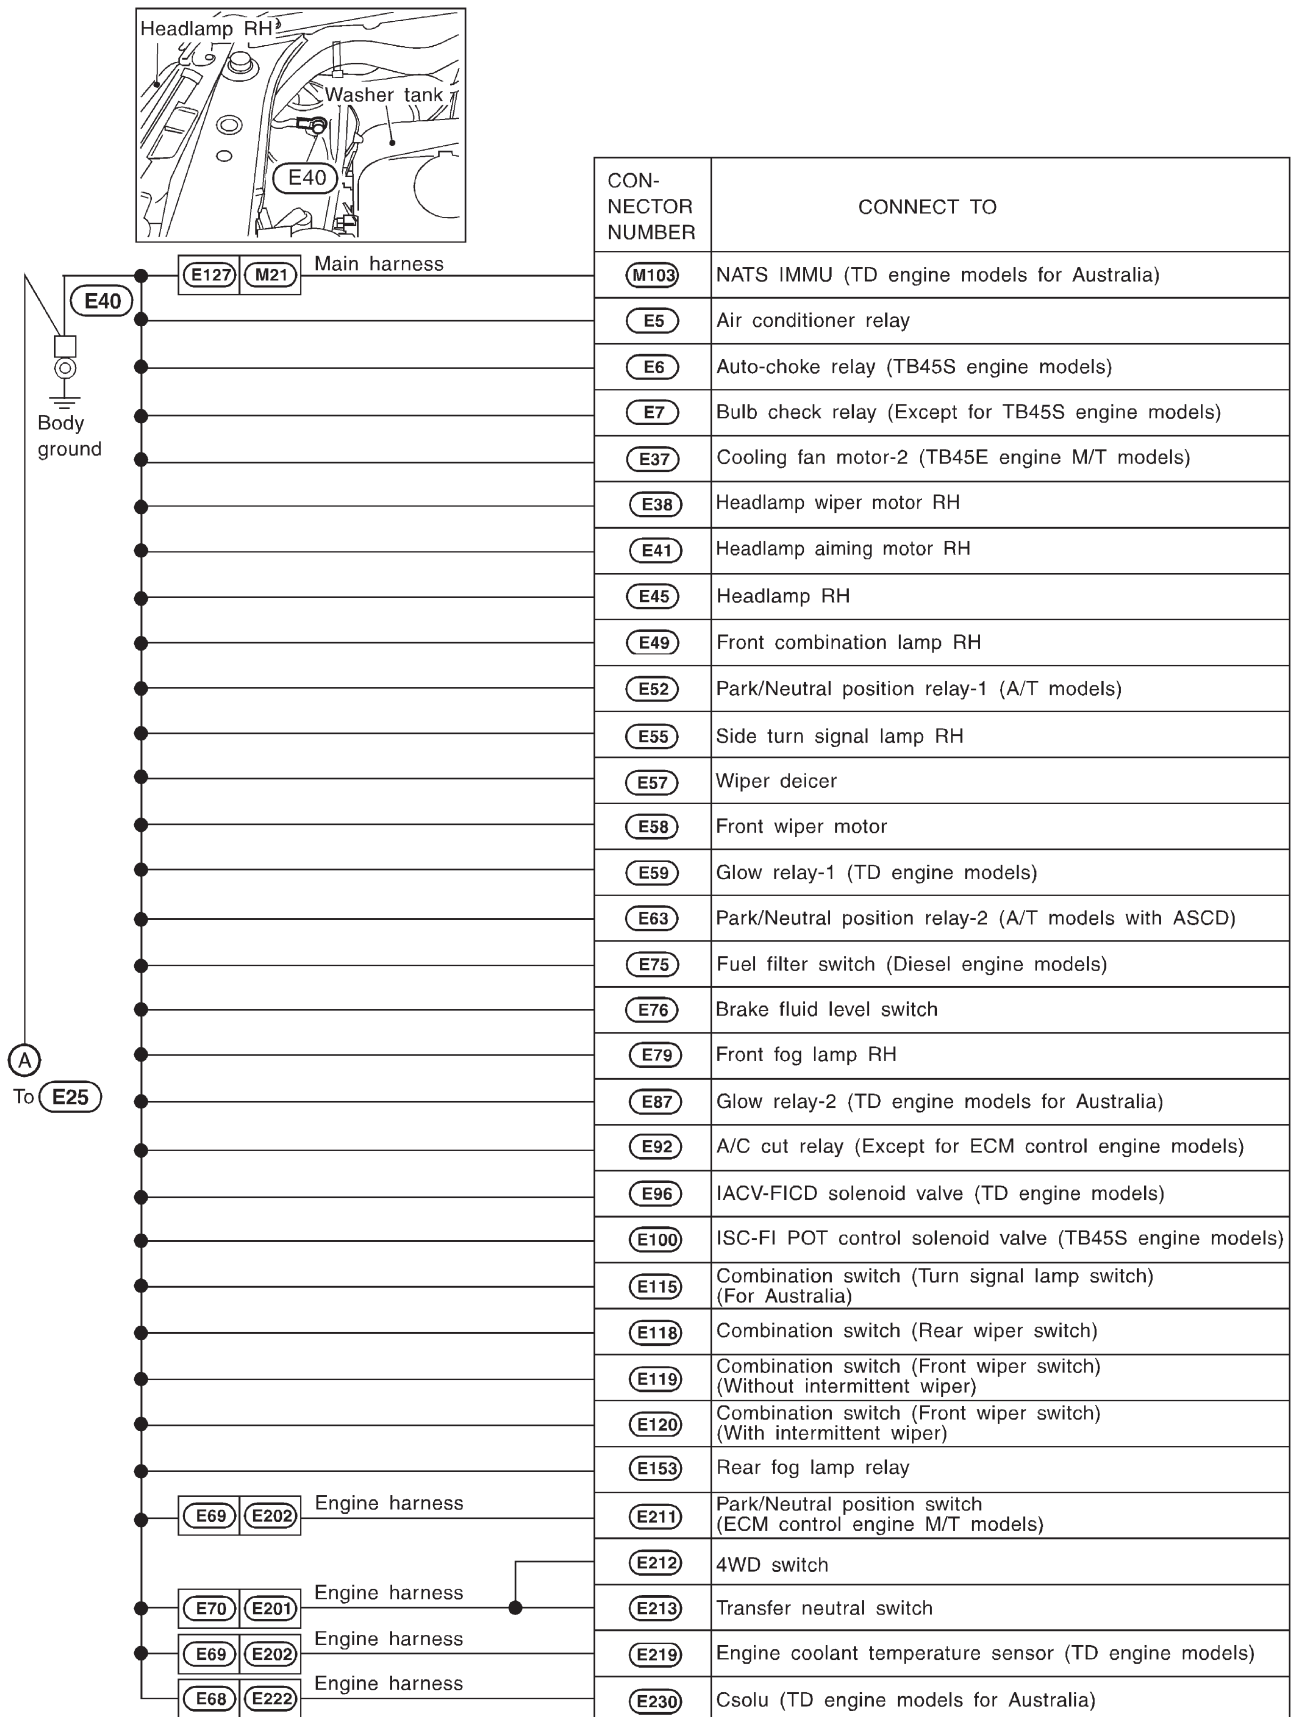 Headlamp RH
Washer tank
E40
CON-
NECTOR
NUMBER
CONNECT TO
E127 M21 Main harness
M103 NATS IMMU (TD engine models for Australia)
E40
E5 Air conditioner relay
E6 Auto-choke relay (TB45S engine models)
Body
ground
E7 Bulb check relay (Except for TB45S engine models)
E37 Cooling fan motor-2 (TB45E engine M/T models)
E38 Headlamp wiper motor RH
E41 Headlamp aiming motor RH
E45 Headlamp RH
E49 Front combination lamp RH
E52 Park/Neutral position relay-1 (A/T models)
E55 Side turn signal lamp RH
E57 Wiper deicer
E58 Front wiper motor
E59 Glow relay-1 (TD engine models)
E63 Park/Neutral position relay-2 (A/T models with ASCD)
E75 Fuel filter switch (Diesel engine models)
E76 Brake fluid level switch
A
To E25
E79 Front fog lamp RH
E87 Glow relay-2 (TD engine models for Australia)
E92 A/C cut relay (Except for ECM control engine models)
E96 IACV-FICD solenoid valve (TD engine models)
E100 ISC-FI POT control solenoid valve (TB45S engine models)
E115 Combination switch (Turn signal lamp switch)
(For Australia)
E118 Combination switch (Rear wiper switch)
E119 Combination switch (Front wiper switch)
(Without intermittent wiper)
E120 Combination switch (Front wiper switch)
(With intermittent wiper)
E153 Rear fog lamp relay
E69 E202 Engine harness
E211 Park/Neutral position switch
(ECM control engine M/T models)
E212 4WD switch
E70 E201 Engine harness
E213 Transfer neutral switch
E69 E202 Engine harness
E219 Engine coolant temperature sensor (TD engine models)
E68 E222 Engine harness
E230 Csolu (TD engine models for Australia)